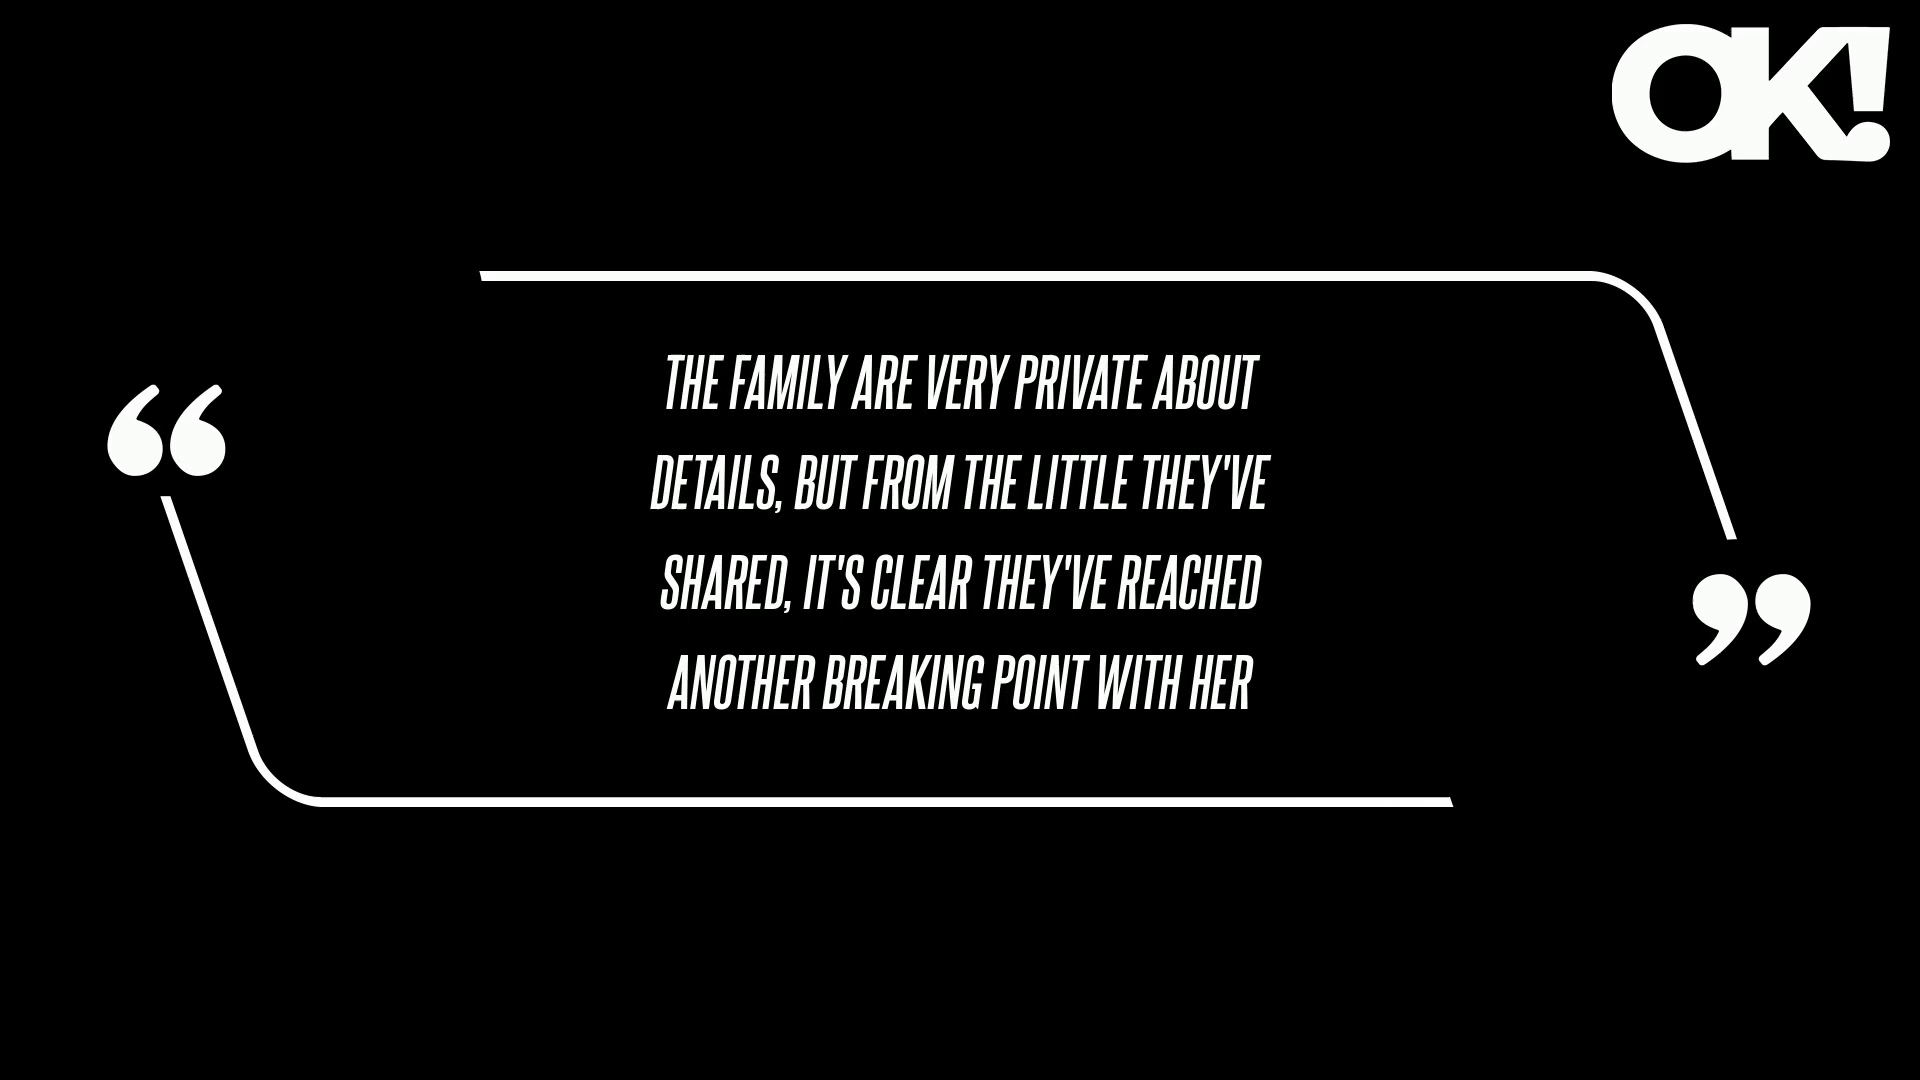 OK!
“
THE FAMILY ARE VERY PRIVATE ABOUT
DETAILS, BUT FROM THE LITTLE THEY'VE
SHARED, IT'S CLEAR THEY'VE REACHED
ANOTHER BREAKING POINT WITH HER
”